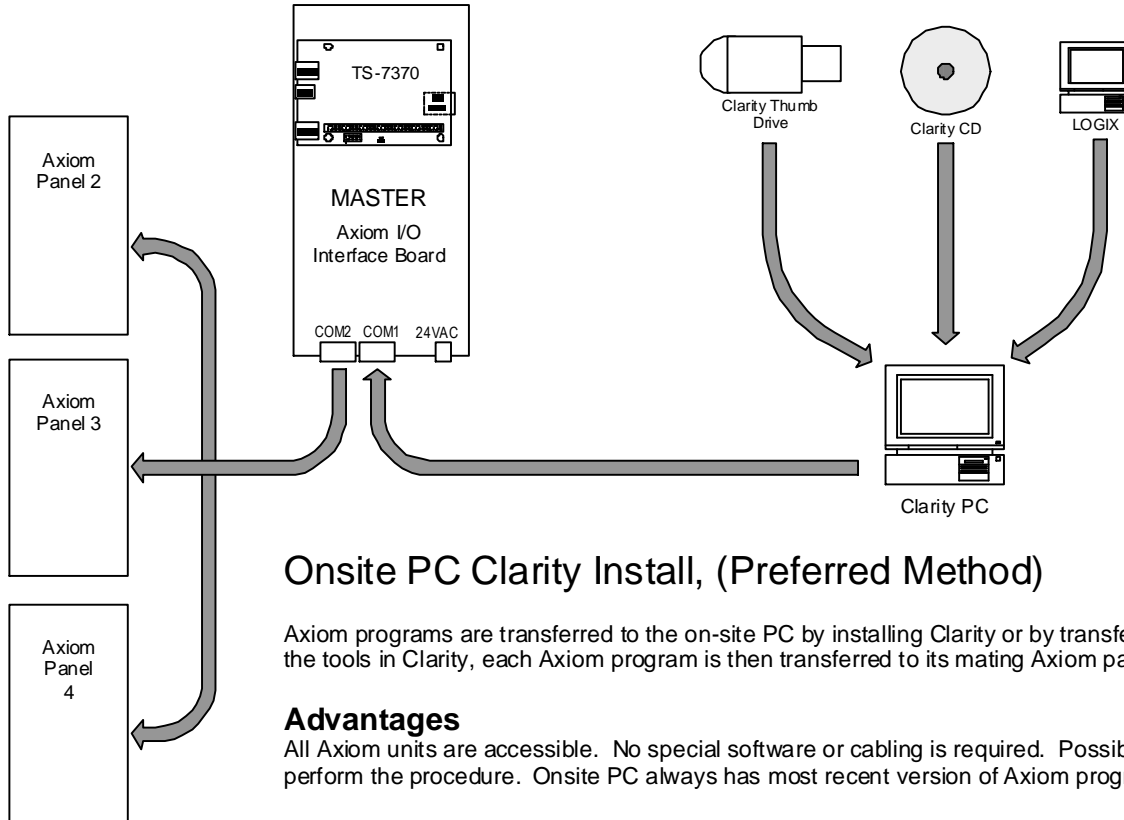 TS-7370
MASTER
Axiom I/O
Interface Board
COM2 COM1 24VAC
Axiom
Panel 2
Axiom
Panel 3
Axiom
Panel
4
Clarity Thumb
Drive
Clarity CD
LOGIX
Clarity PC
Onsite PC Clarity Install, (Preferred Method)
Axiom programs are transferred to the on-site PC by installing Clarity or by
the tools in Clarity, each Axiom program is then transferred to its mating Axiom
Advantages
All Axiom units are accessible. No special software or cabling is required.
perform the procedure. Onsite PC always has most recent version of Axiom